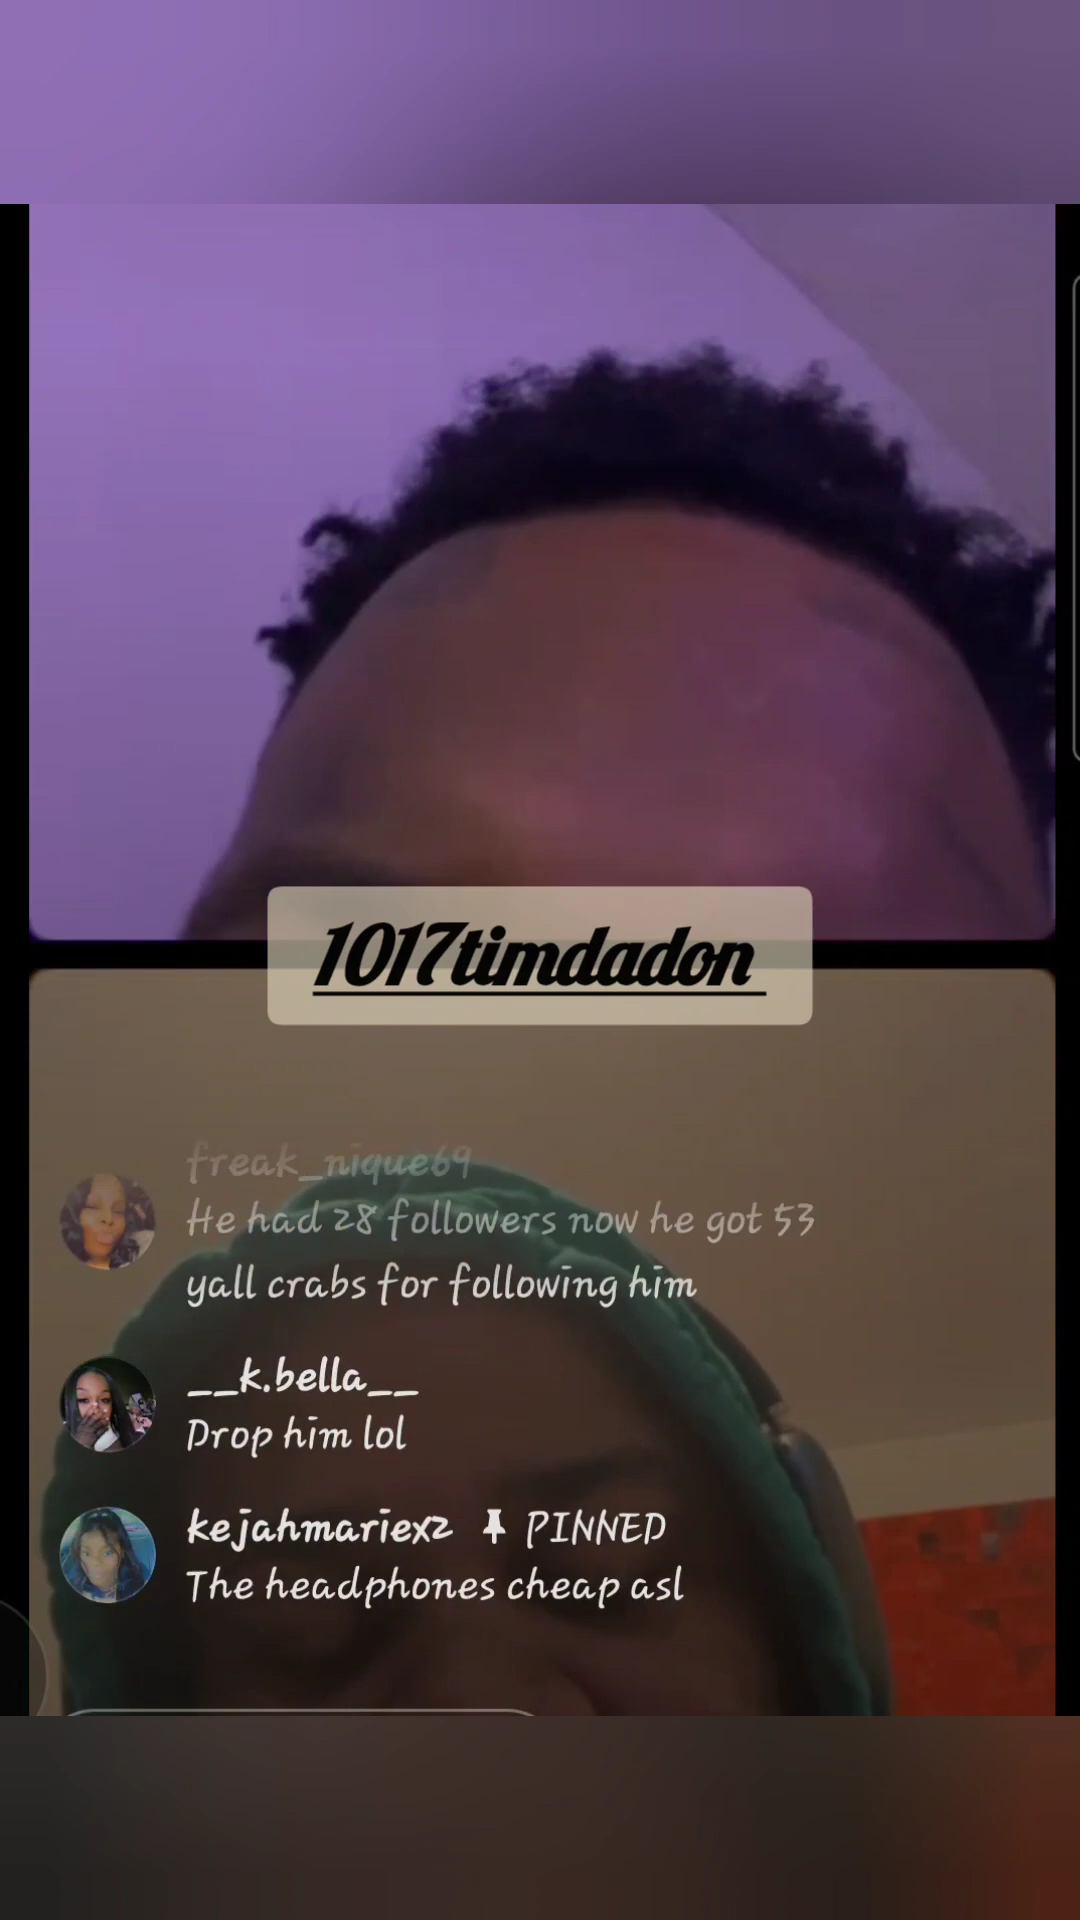 1017timdadon
freak_nique69
He had 28 followers now he got 53
yall crabs for following him
__k.bella__
Drop him lol
kejahmariexz PINNED
The headphones cheap asl